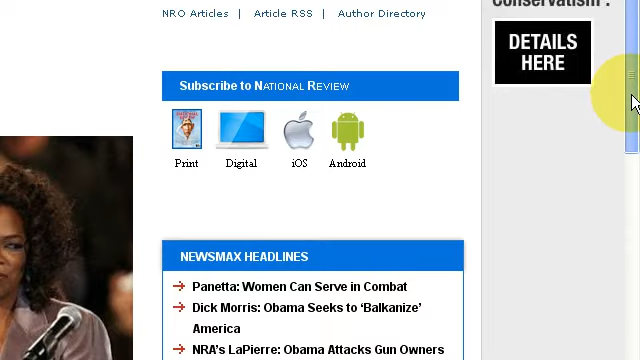 NRO Articles | Article RSS | Author Directory
Conservatism".
DETAILS
HERE
Subscribe to NATIONAL REVIEW
Print Digital iOS Android
NEWSMAX HEADLINES
Panetta: Women Can Serve in Combat
Dick Morris: Obama Seeks to ‘Balkanize’
America
NRA’s LaPierre: Obama Attacks Gun Owners